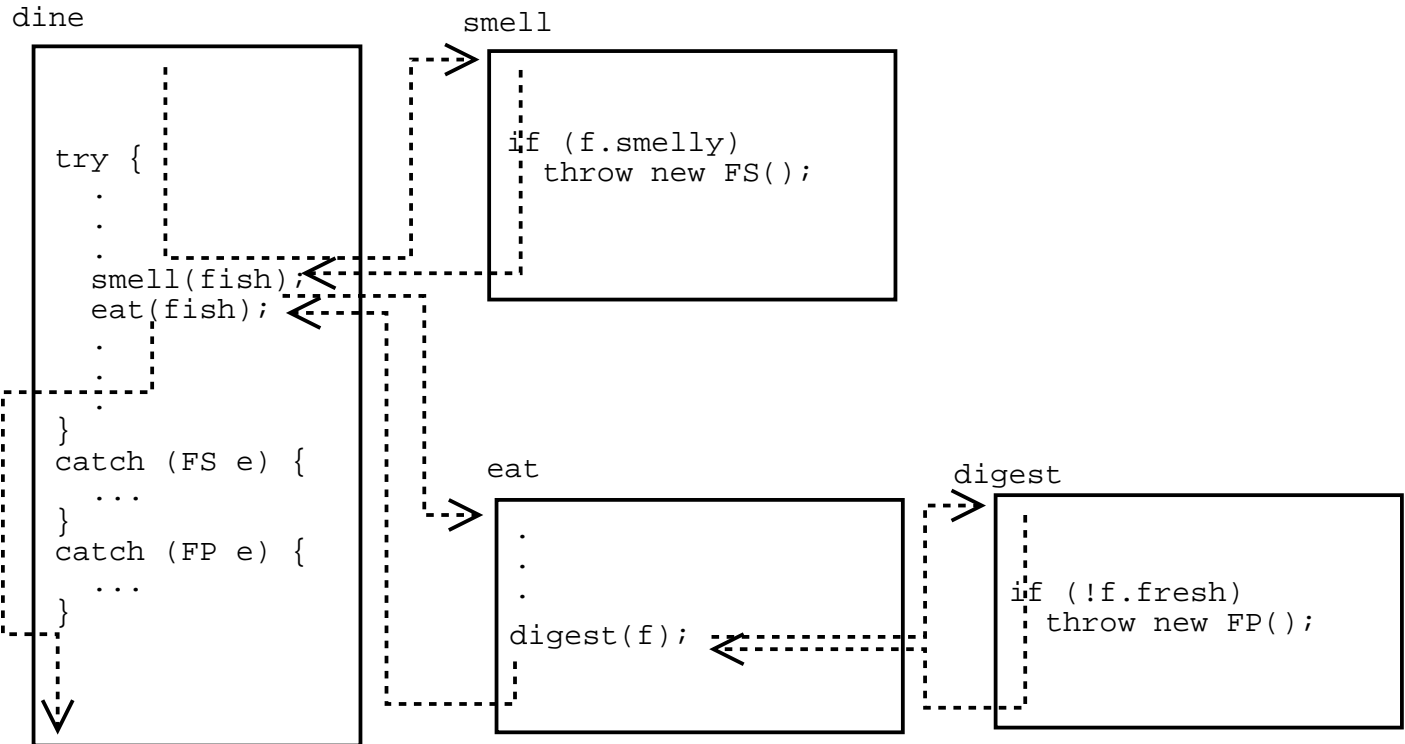 dine
try {
.
.
.
smell(fish);
eat(fish);
.
.
.
}
catch (FS e) {
...
}
catch (FP e) {
...
}
smell
if (f.smelly)
throw new FS();
eat
.
.
.
digest(f);
digest
if (!f.fresh)
throw new FP();